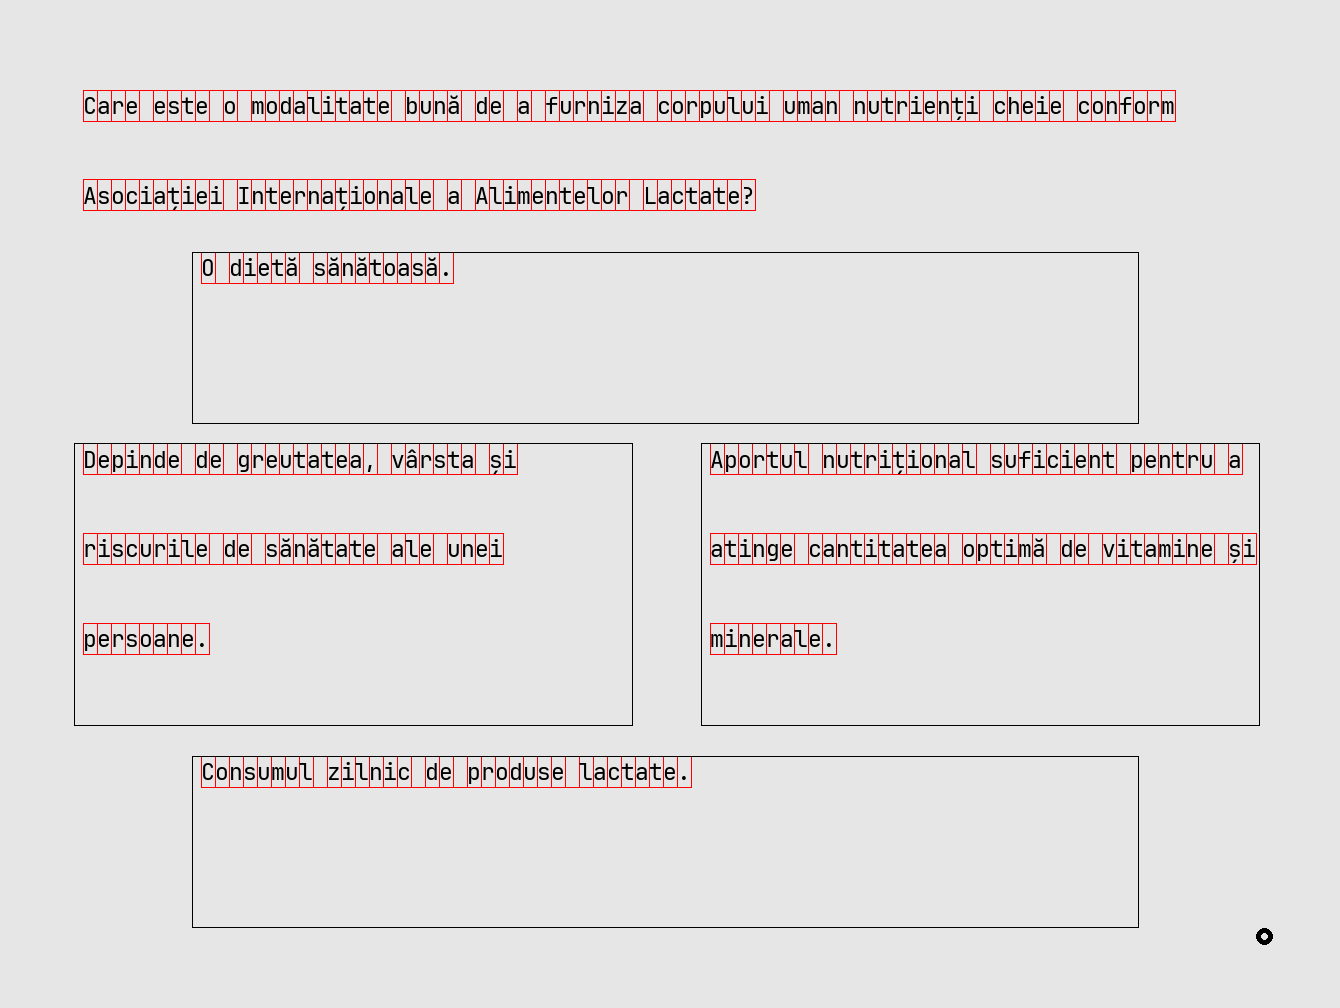 Care este o modalitate bună de a furniza corpului uman nutrienți cheie conform
Asociației Internaționale a Alimentelor Lactate?
O dietă sănătoasă.
Depinde de greutatea, vârsta și
riscurile de sănătate ale unei
persoane.
Aportul nutrițional suficient pentru a
atinge cantitatea optimă de vitamine și
minerale.
Consumul zilnic de produse lactate.